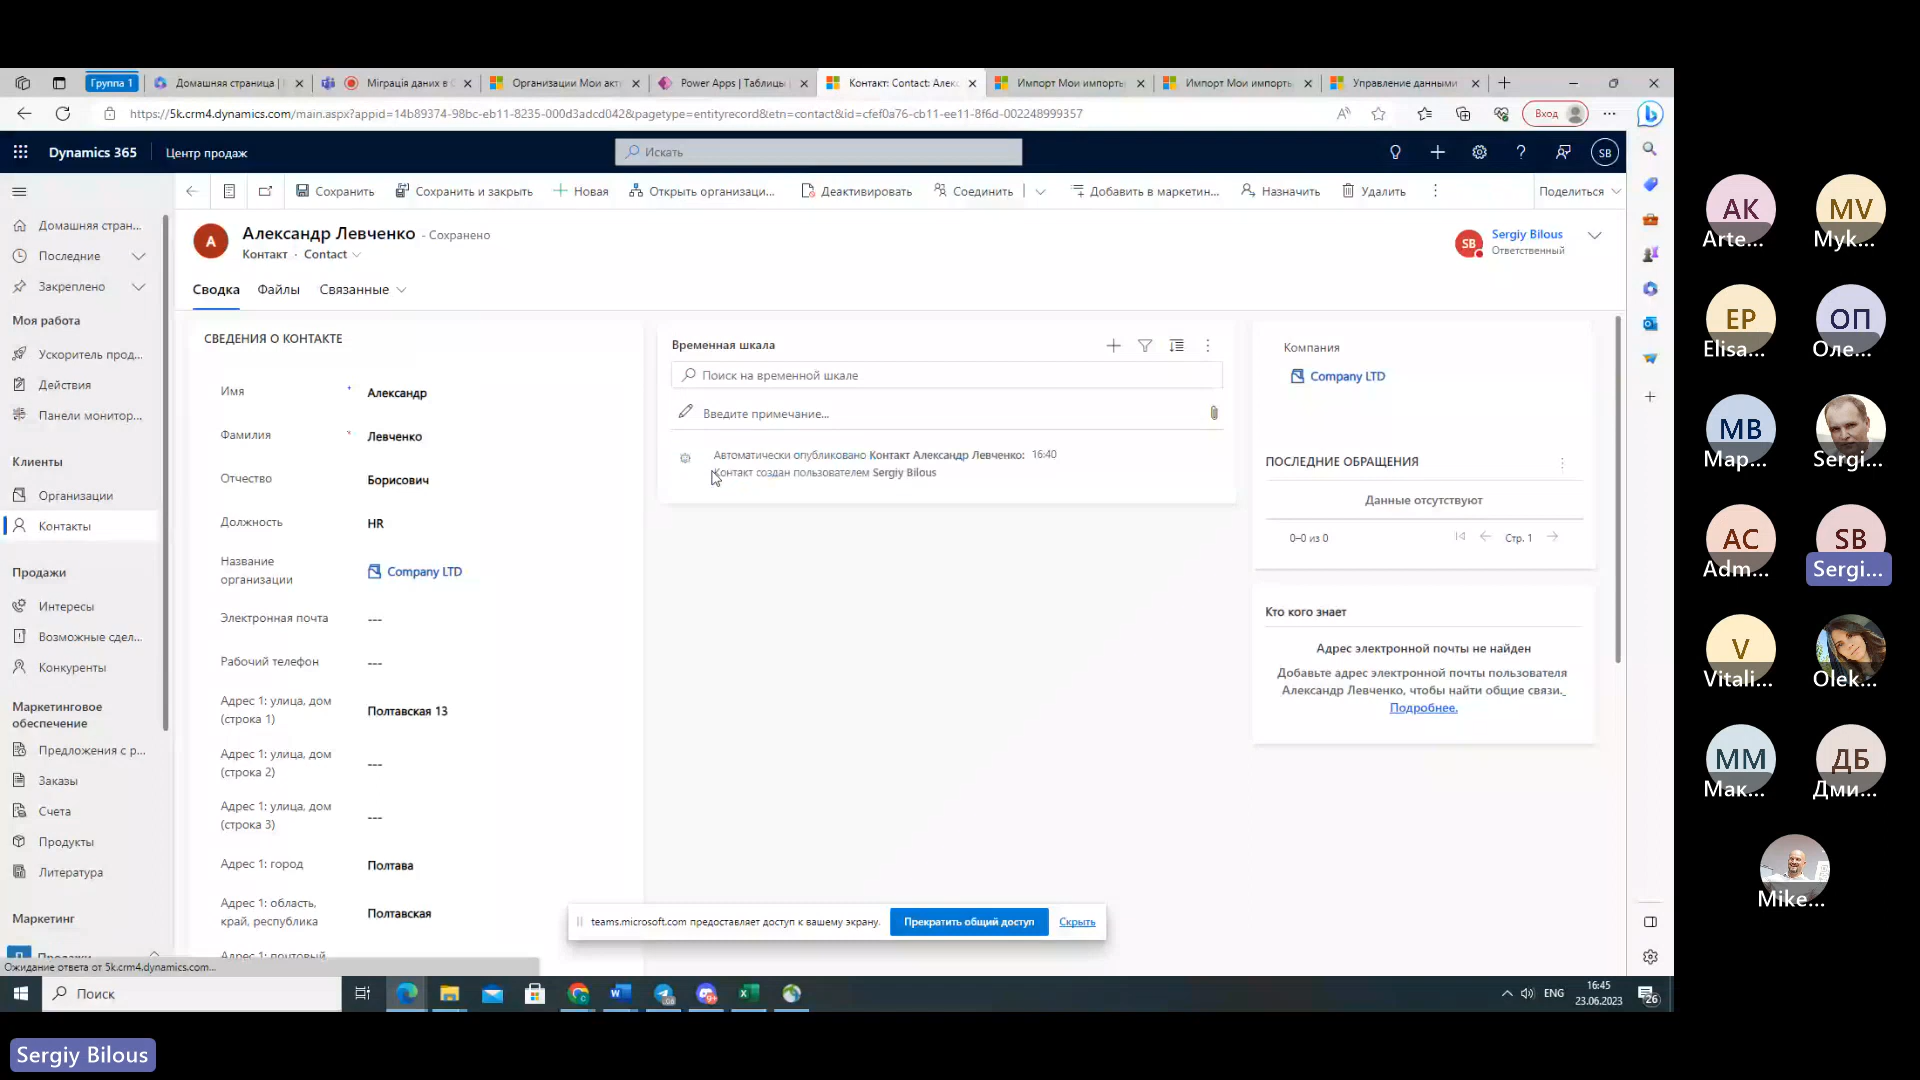 Группа 1
Домашняя страница |
Міграція даних в
Организации Мои акт
Power Apps | Таблицы
Контакт: Contact: Алек
Импорт Мои импорты
Импорт Мои импорть
Управление данными
https://5k.crm4.dynamics.com/main.aspx?appid=14b89374-98bc-eb11-8235-000d3adcd042&pagetype=entityrecord&etn=contact&id=cfef0a76-cb11-ee11-8f6d-002248999357
Вход
Dynamics 365
Центр продаж
Искать
SB
Сохранить
Сохранить и закрыть
Новая
Открыть организаци...
Деактивировать
Соединить
Добавить в маркетин...
Назначить
Удалить
Поделиться
Домашняя стран...
Последние
Закреплено
Моя работа
Ускоритель прод...
Действия
Панели монитор...
Клиенты
Организации
Контакты
Продажи
Интересы
Возможные сдел...
Конкуренты
Маркетинговое
обеспечение
Предложения с р...
Заказы
Счета
Продукты
Литература
Маркетинг
П Продажи
A
Александр Левченко - Сохранено
Контакт · Contact
SB
Sergiy Bilous
Ответственный
Сводка
Файлы
Связанные
СВЕДЕНИЯ О КОНТАКТЕ
Имя * Александр
Фамилия * Левченко
Отчество Борисович
Должность HR
Название
организации
Company LTD
Электронная почта ---
Рабочий телефон ---
Адрес 1: улица, дом
(строка 1)
Полтавская 13
Адрес 1: улица, дом
(строка 2)
---
Адрес 1: улица, дом
(строка 3)
---
Адрес 1: город Полтава
Адрес 1: область,
край, республика
Полтавская
Адрес 1: почтовый
Временная шкала
Поиск на временной шкале
Введите примечание...
Автоматически опубликовано Контакт Александр Левченко: 16:40
Контакт создан пользователем Sergiy Bilous
Компания
Company LTD
ПОСЛЕДНИЕ ОБРАЩЕНИЯ
Данные отсутствуют
0–0 из 0
Стр. 1
Кто кого знает
Адрес электронной почты не найден
Добавьте адрес электронной почты пользователя
Александр Левченко, чтобы найти общие связи.
Подробнее.
teams.microsoft.com предоставляет доступ к вашему экрану.
Прекратить общий доступ
Скрыть
Ожидание ответа от 5k.crm4.dynamics.com...
Поиск
ENG
16:45
23.06.2023
26
AK
Arte...
MV
Myk...
EP
Elisa...
ОП
Оле...
МВ
Мар...
Sergi...
AC
Adm...
SB
Sergi...
V
Vitali...
Olek...
ММ
Мак...
ДБ
Дми...
Mike...
Sergiy Bilous